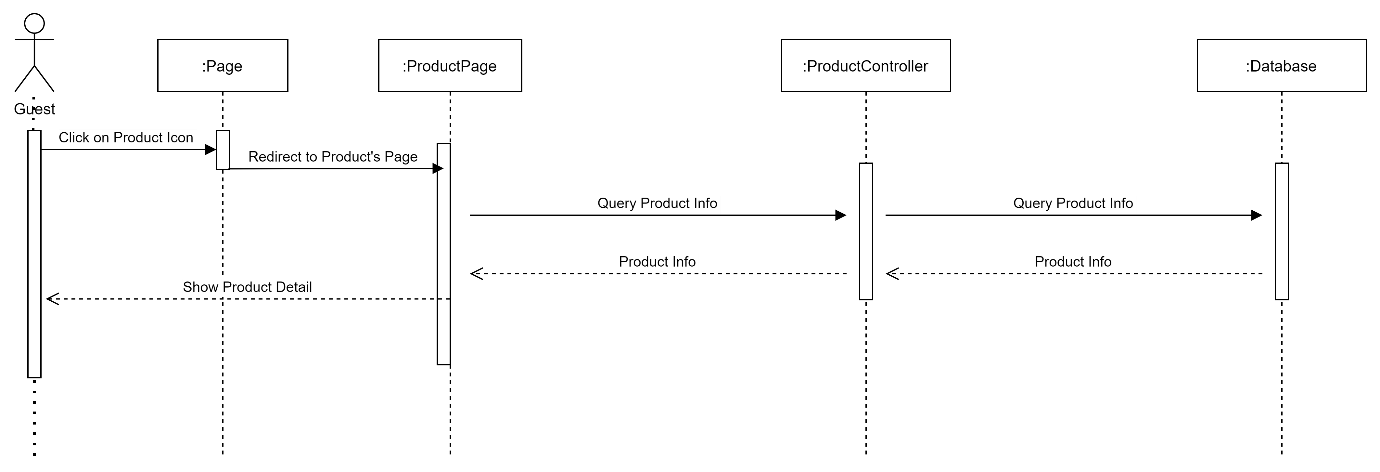 :Page
:ProductPage
:ProductController
:Database
Guest
Click on Product Icon
Redirect to Product's Page
Query Product Info
Query Product Info
Product Info
Product Info
Show Product Detail